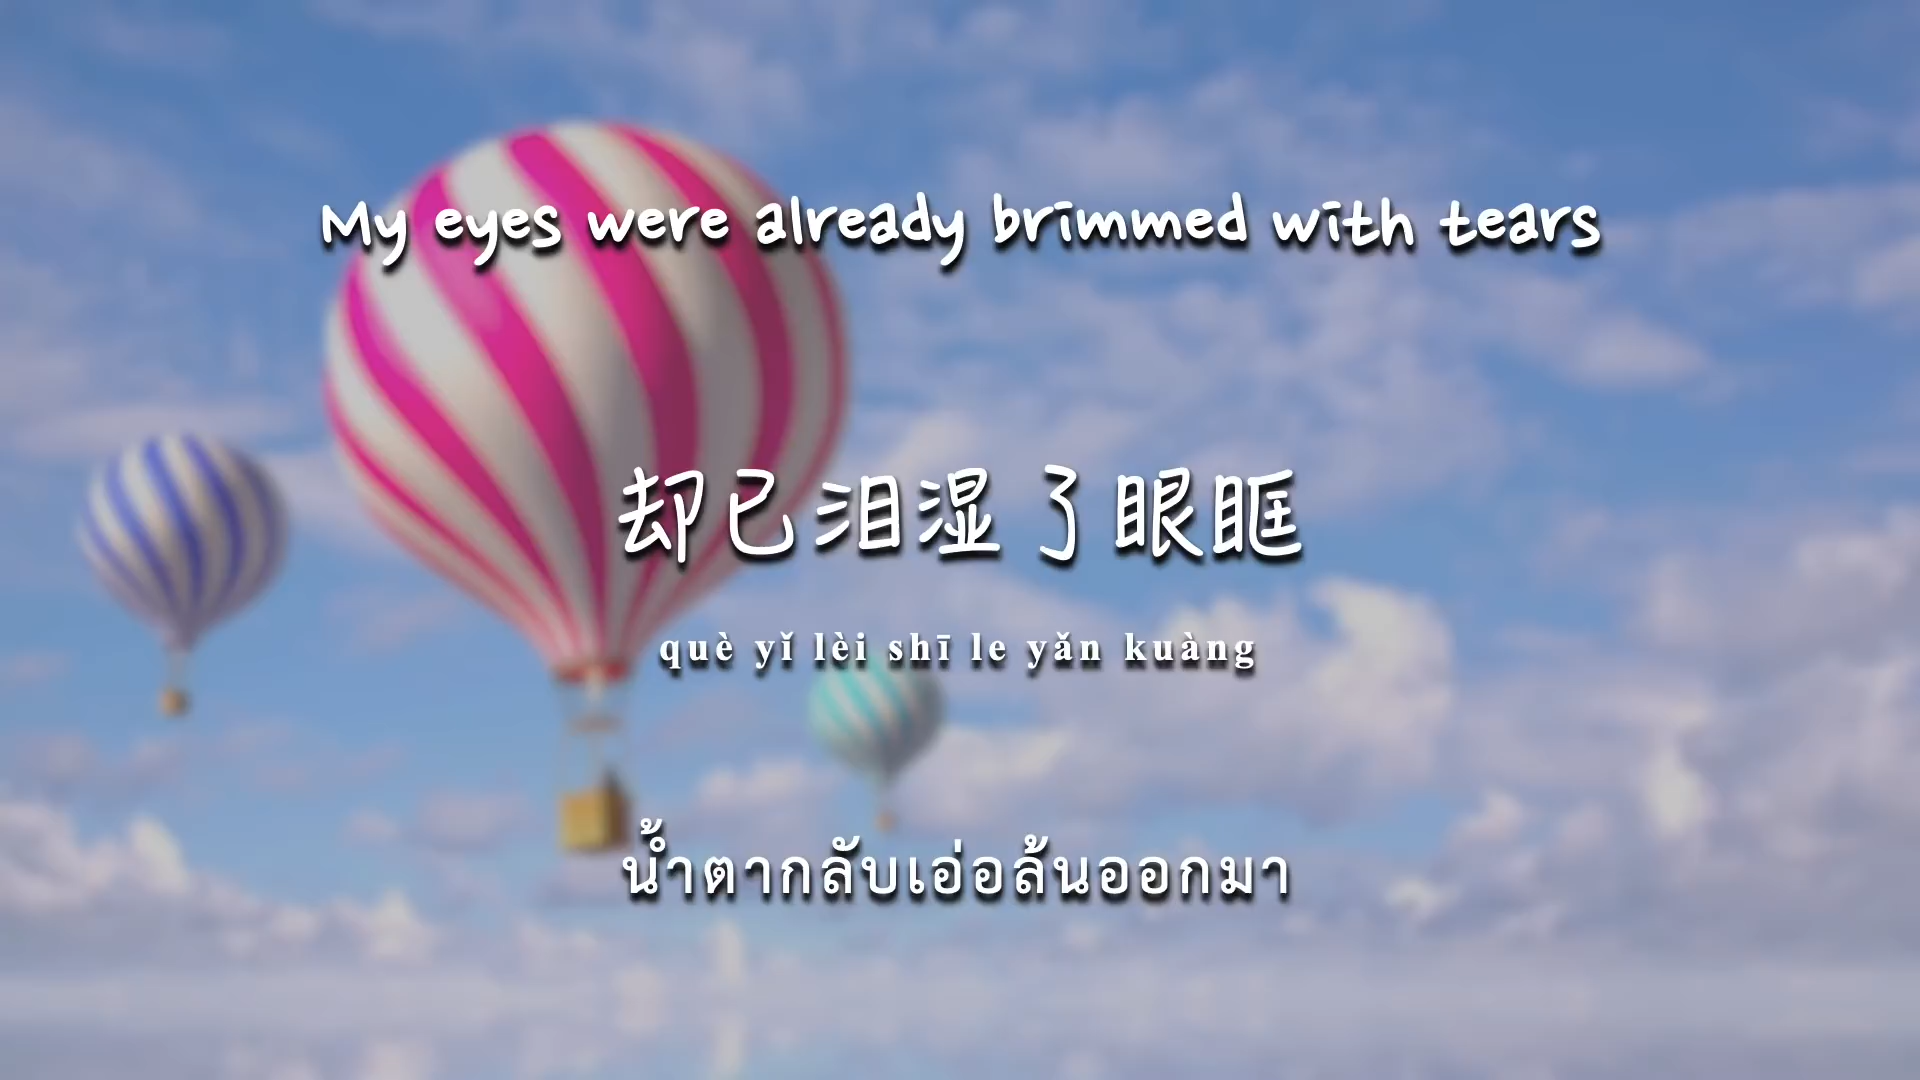 My eyes were already brimmed with tears
却已泪湿了眼眶
què yǐ lèi shī le yǎn kuàng
น้ำตากลับเอ่อล้นออกมา